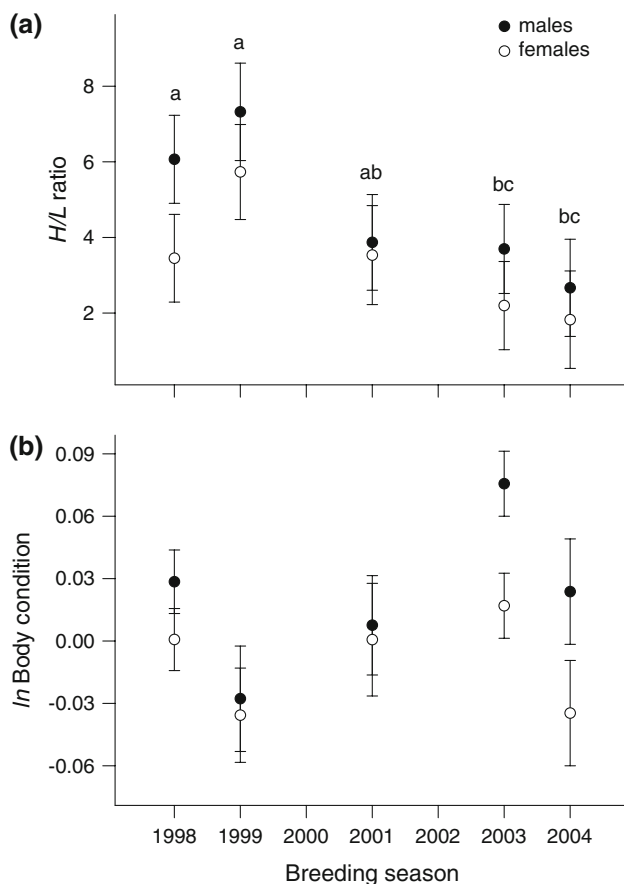 (a)
males
females
a
a
ab
bc
bc
8
6
4
2
H/L ratio
(b)
0.09
0.06
0.03
0.00
-0.03
-0.06
ln Body condition
1998 1999 2000 2001 2002 2003 2004
Breeding season